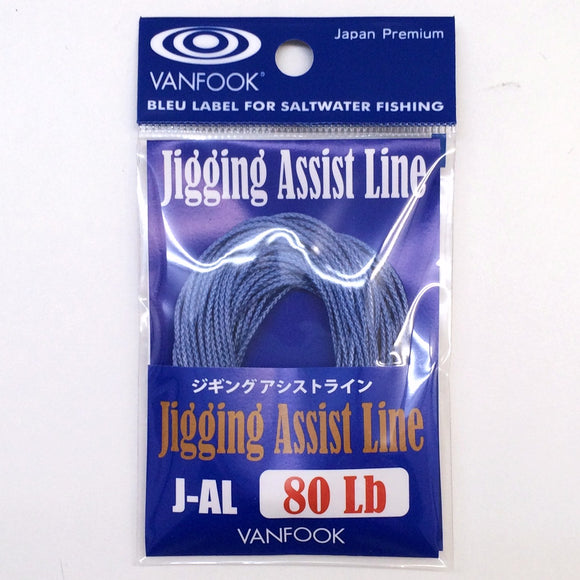 Japan Premium
VANFOOK®
BLEU LABEL FOR SALTWATER FISHING
Jigging Assist Line
ジギングアシストライン
Jigging Assist Line
J-AL 80 Lb
VANFOOK